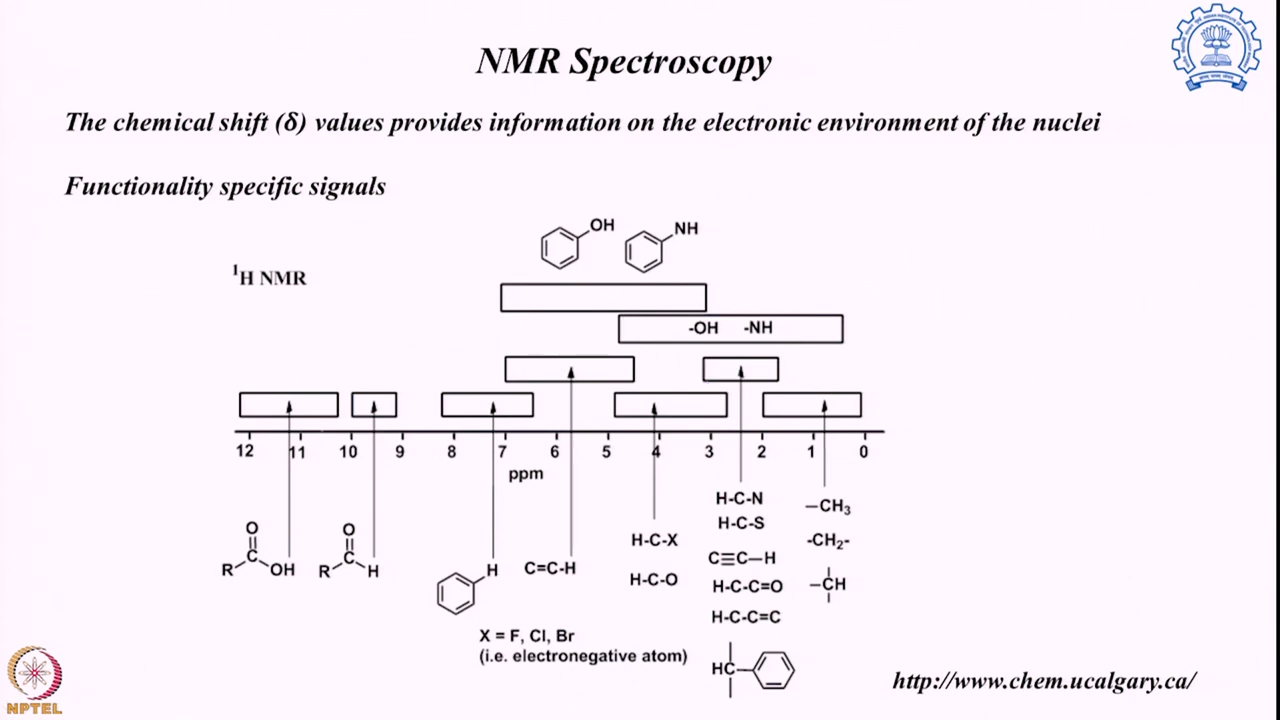 NMR Spectroscopy
The chemical shift (δ) values provides information on the electronic environment of the nuclei
Functionality specific signals
OH NH
¹H NMR
-OH -NH
12 11 10 9 8 7 6 5 4 3 2 1 0
ppm
H-C-N
H-C-S
C≡C-H
H-C-C=O
H-C-C=C
HC
-CH₃
-CH₂-
-CH
H-C-X
H-C-O
O
R C OH
O
R C H
H
C=C-H
X = F, Cl, Br
(i.e. electronegative atom)
http://www.chem.ucalgary.ca/
NPTEL